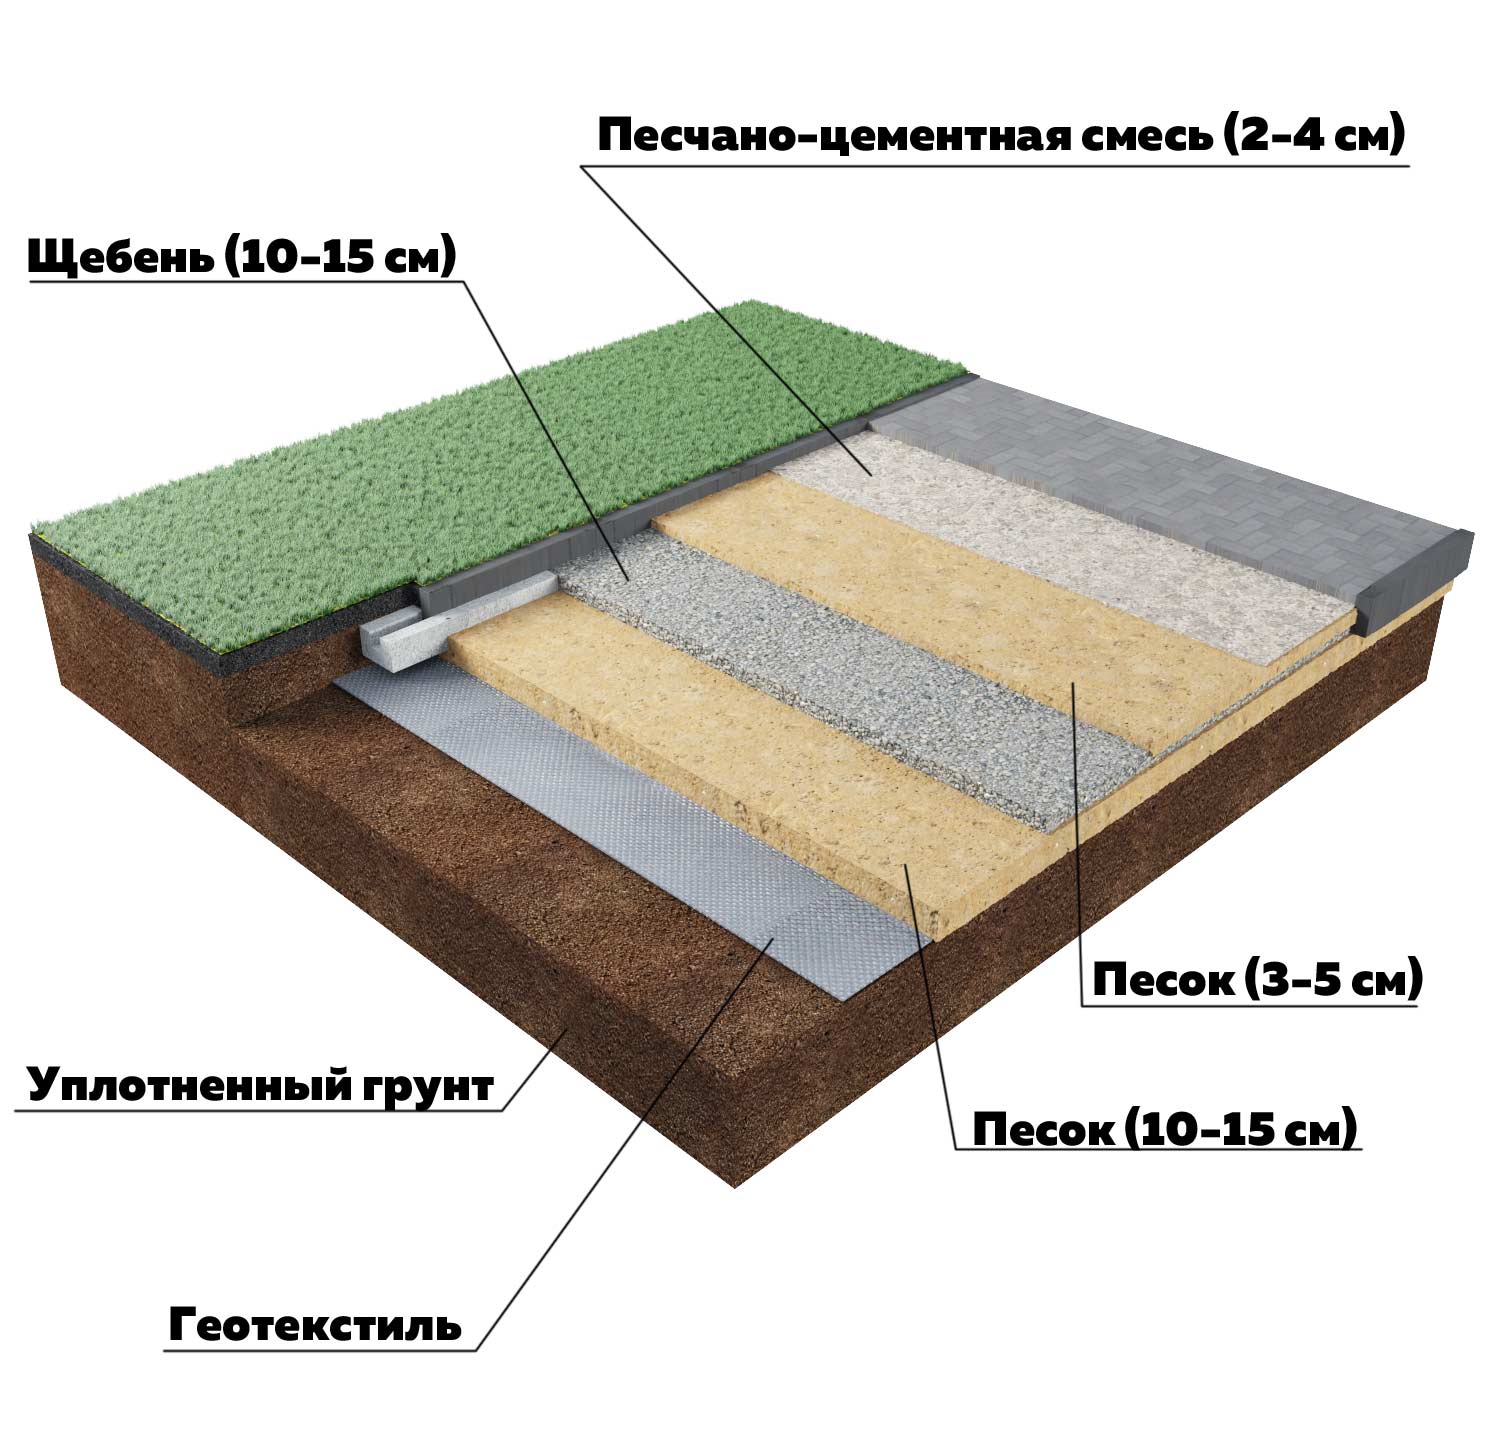 Песчано-цементная смесь (2-4 см)
Щебень (10-15 см)
Песок (3-5 см)
Уплотненный грунт
Песок (10-15 см)
Геотекстиль